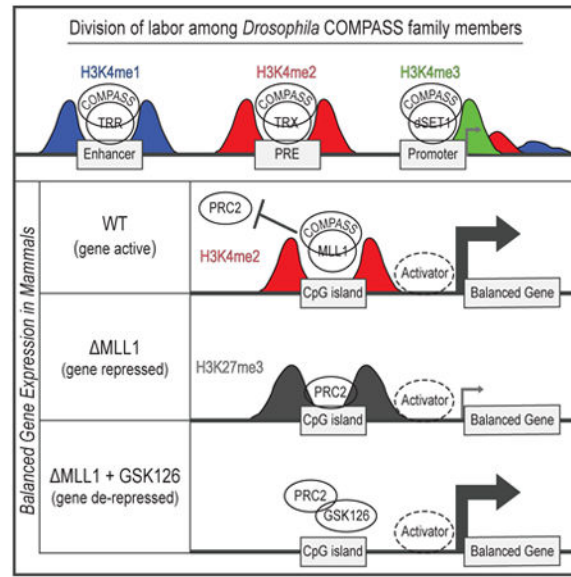 Division of labor among Drosophila COMPASS family members
H3K4me1 H3K4me2 H3K4me3
COMPASS COMPASS COMPASS
TRR TRX dSET1
Enhancer PRE Promoter
Balanced Gene Expression in Mammals
WT
(gene active)
PRC2
COMPASS
MLL1
H3K4me2
Activator
CpG island Balanced Gene
ΔMLL1
(gene repressed)
H3K27me3
PRC2
Activator
CpG island Balanced Gene
ΔMLL1 + GSK126
(gene de-repressed)
PRC2
GSK126
Activator
CpG island Balanced Gene